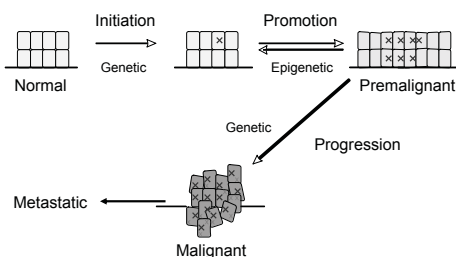 Initiation
Promotion
Genetic
Epigenetic
Normal
Premalignant
Genetic
Progression
Metastatic
Malignant